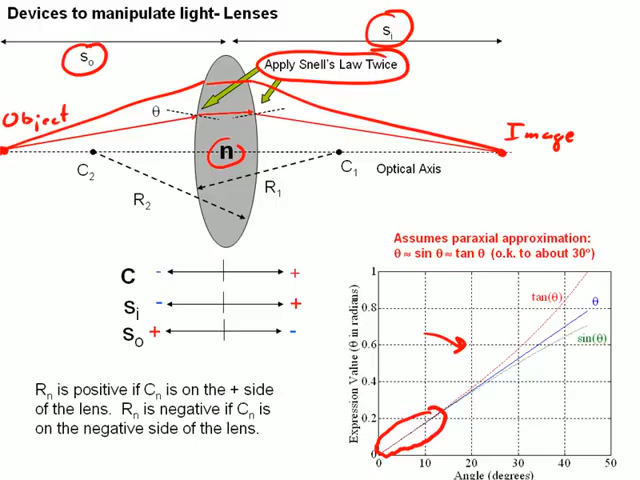 Devices to manipulate light- Lenses
si
so
Apply Snell's Law Twice
Object
θ
Image
n
C2
C1
Optical Axis
R1
R2
C - +
si - +
so + -
Rn is positive if Cn is on the + side
of the lens. Rn is negative if Cn is
on the negative side of the lens.
Assumes paraxial approximation:
θ ≈ sin θ ≈ tan θ (o.k. to about 30º)
1
0.8
0.6
0.4
0.2
0
tan(θ)
θ
sin(θ)
Expression Value (θ in radians)
0 10 20 30 40 50
Angle (degrees)